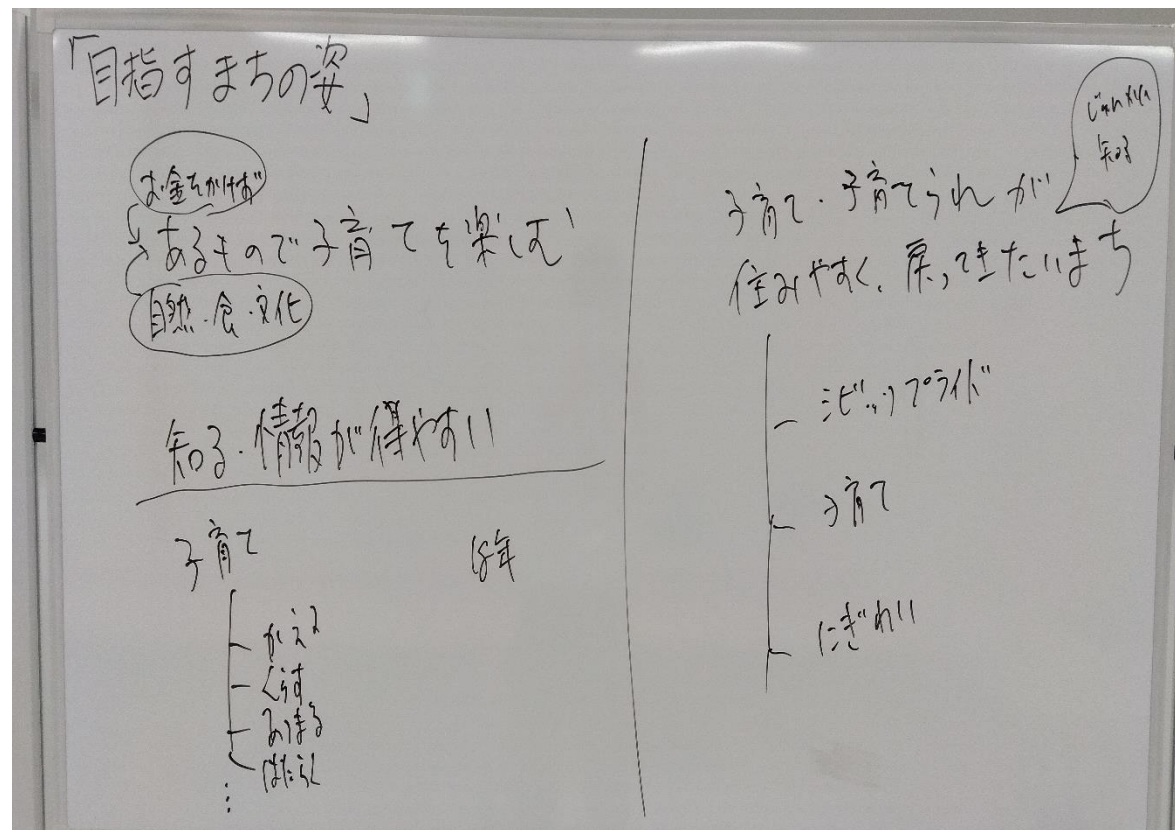 「目指すまちの姿」
お金をかけず
あるもので子育てを楽しむ
自然・食・文化
知る・情報が得やすい
子育て
18年
かえる
くらす
あつまる
はたらく
⋮
知る
子育て・子育てられが
住みやすく、戻ってきたいまち
シビックプライド
子育て
にぎわい